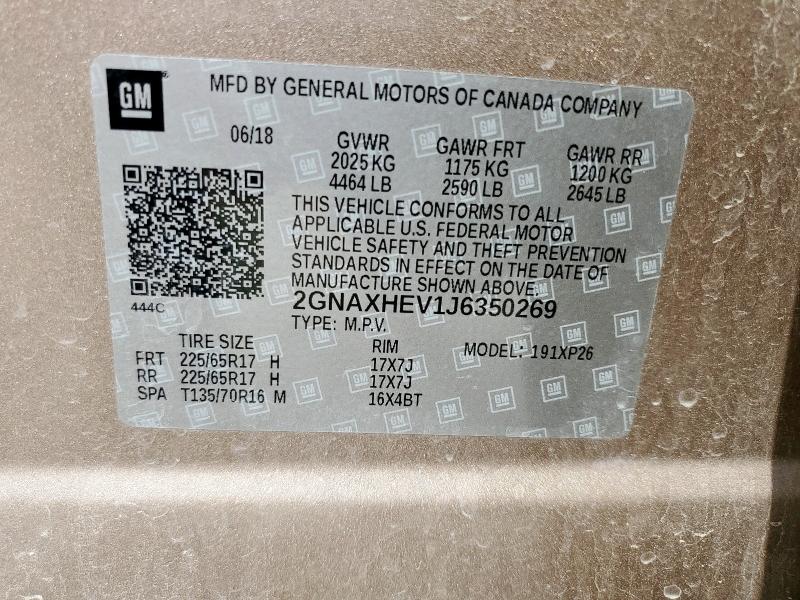 GM
MFD BY GENERAL MOTORS OF CANADA COMPANY
06/18 GVWR GAWR FRT GAWR RR
2025 KG 1175 KG 1200 KG
4464 LB 2590 LB 2645 LB
THIS VEHICLE CONFORMS TO ALL
APPLICABLE U.S. FEDERAL MOTOR
VEHICLE SAFETY AND THEFT PREVENTION
STANDARDS IN EFFECT ON THE DATE OF
MANUFACTURE SHOWN ABOVE.
444C 2GNAXHEV1J6350269
TYPE: M.P.V.
TIRE SIZE RIM MODEL: 191XP26
FRT 225/65R17 H 17X7J
RR 225/65R17 H 17X7J
SPA T135/70R16 M 16X4BT